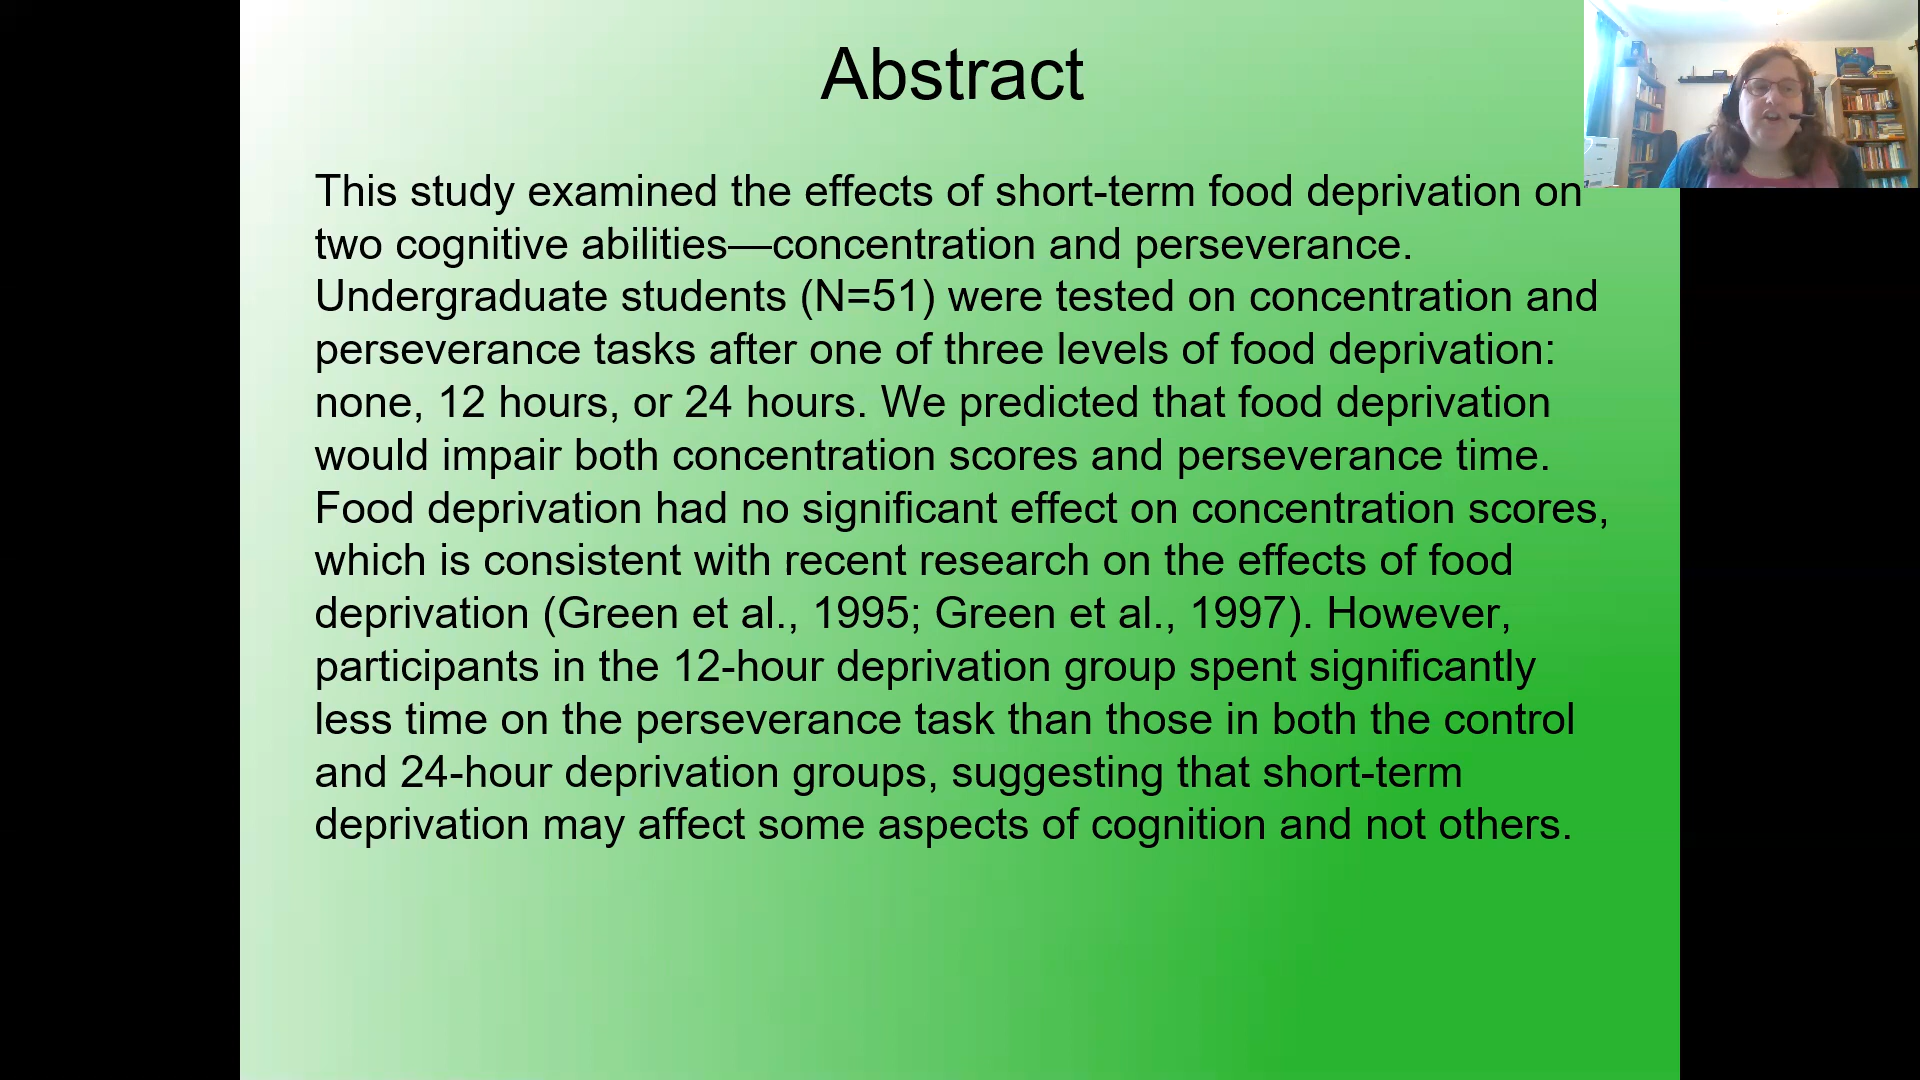 Abstract
This study examined the effects of short-term food deprivation on
two cognitive abilities—concentration and perseverance.
Undergraduate students (N=51) were tested on concentration and
perseverance tasks after one of three levels of food deprivation:
none, 12 hours, or 24 hours. We predicted that food deprivation
would impair both concentration scores and perseverance time.
Food deprivation had no significant effect on concentration scores,
which is consistent with recent research on the effects of food
deprivation (Green et al., 1995; Green et al., 1997). However,
participants in the 12-hour deprivation group spent significantly
less time on the perseverance task than those in both the control
and 24-hour deprivation groups, suggesting that short-term
deprivation may affect some aspects of cognition and not others.